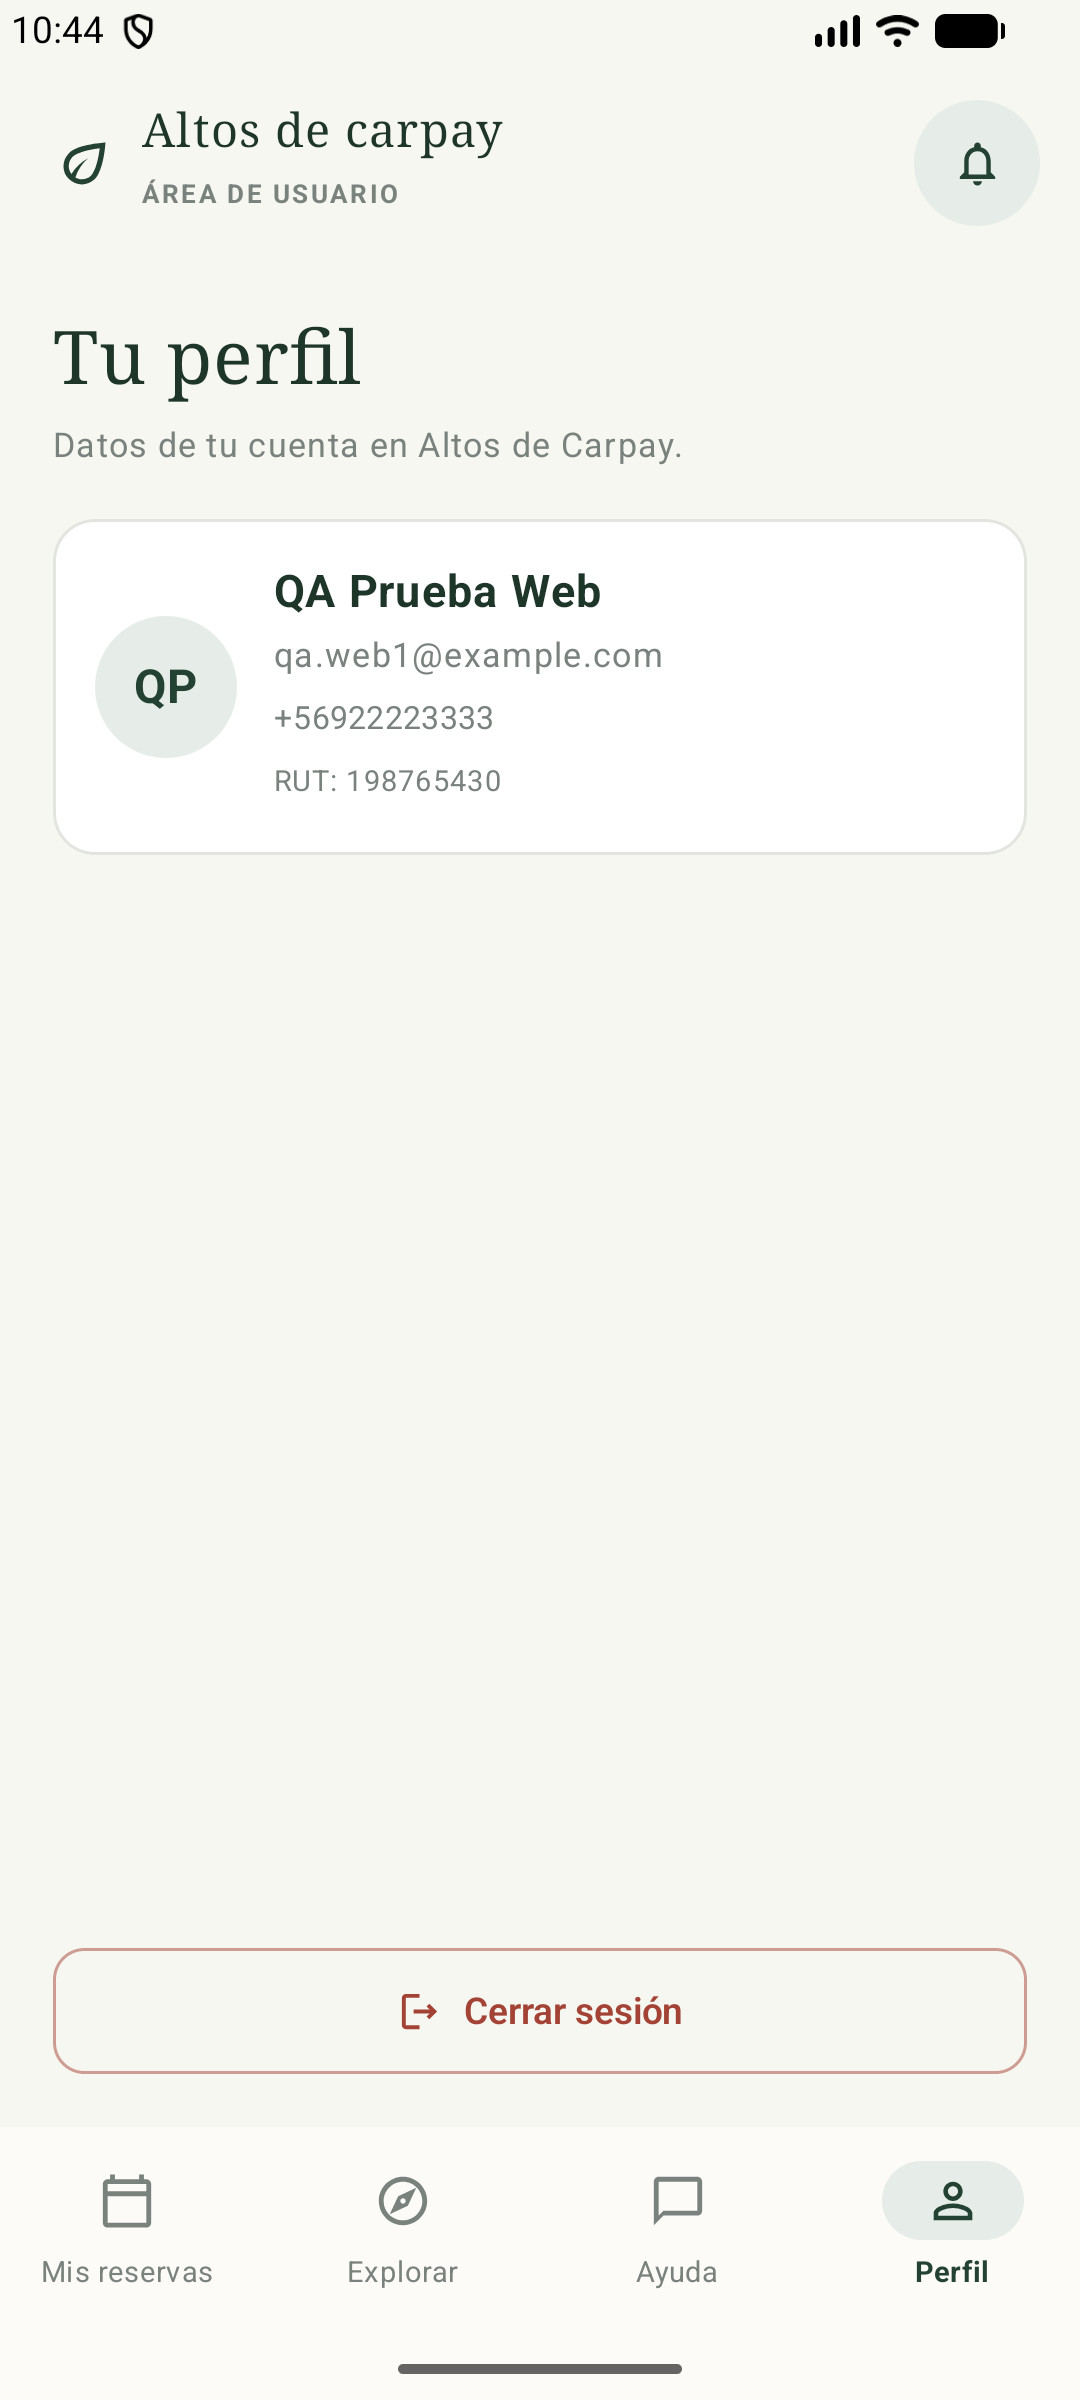 10:44
Altos de carpay
ÁREA DE USUARIO
Tu perfil
Datos de tu cuenta en Altos de Carpay.
QA Prueba Web
qa.web1@example.com
QP
+56922223333
RUT: 198765430
Cerrar sesión
Mis reservas
Explorar
Ayuda
Perfil